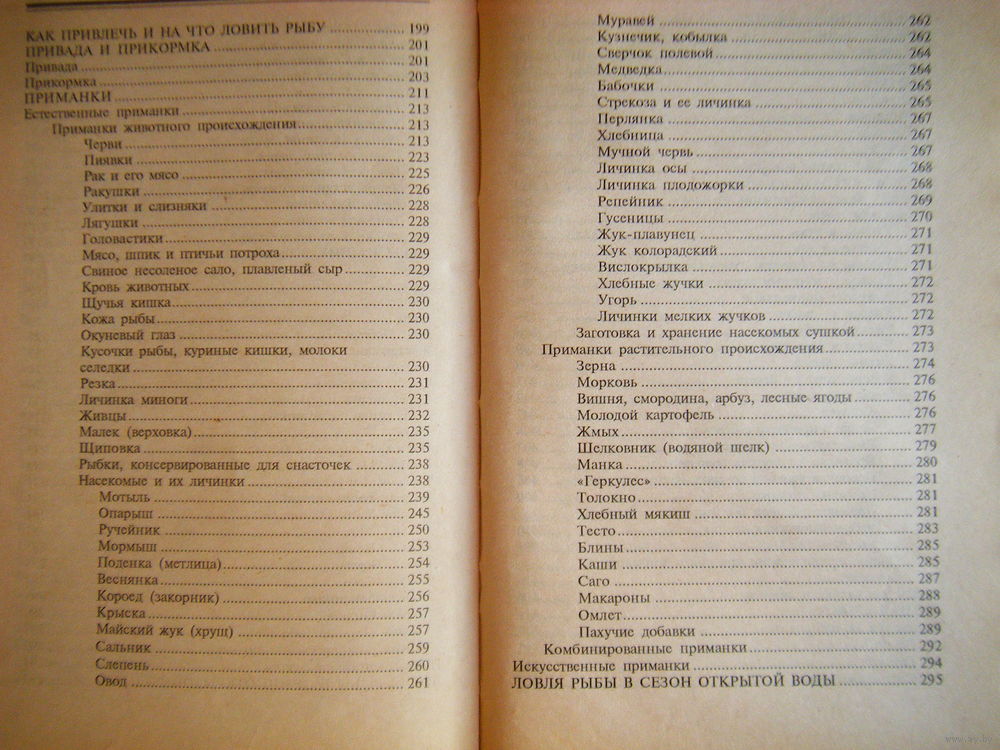 КАК ПРИВЛЕЧЬ И НА ЧТО ЛОВИТЬ РЫБУ 199
ПРИВАДА И ПРИКОРМКА 201
Привада 201
Прикормка 203
ПРИМАНКИ 211
Естественные приманки 213
Приманки животного происхождения 213
Черви 213
Пиявки 223
Рак и его мясо 225
Ракушки 226
Улитки и слизняки 228
Лягушки 228
Головастики 229
Мясо, шпик и птичьи потроха 229
Свиное несоленое сало, плавленый сыр 229
Кровь животных 229
Щучья кишка 230
Кожа рыбы 230
Окуневый глаз 230
Кусочки рыбы, куриные кишки, молоки
селедки 230
Резка 231
Личинка миноги 231
Живцы 232
Малек (верховка) 235
Щиповка 235
Рыбки, консервированные для снасточек 238
Насекомые и их личинки 238
Мотыль 239
Опарыш 245
Ручейник 250
Мормыш 253
Поденка (метлица) 254
Веснянка 255
Короед (закорник) 256
Крыска 257
Майский жук (хрущ) 257
Сальник 259
Слепень 260
Овод 261
Муравей 262
Кузнечик, кобылка 262
Сверчок полевой 264
Медведка 264
Бабочки 265
Стрекоза и ее личинка 265
Перлянка 267
Хлебница 267
Мучной червь 267
Личинка осы 268
Личинка плодожорки 268
Репейник 269
Гусеницы 270
Жук-плавунец 271
Жук колорадский 271
Вислокрылка 271
Хлебные жучки 272
Угорь 272
Личинки мелких жучков 272
Заготовка и хранение насекомых сушкой 273
Приманки растительного происхождения 273
Зерна 274
Морковь 276
Вишня, смородина, арбуз, лесные ягоды 276
Молодой картофель 276
Жмых 277
Шелковник (водяной шелк) 279
Манка 280
«Геркулес» 281
Толокно 281
Хлебный мякиш 281
Тесто 283
Блины 285
Каши 285
Саго 287
Макароны 288
Омлет 289
Пахучие добавки 289
Комбинированные приманки 292
Искусственные приманки 294
ЛОВЛЯ РЫБЫ В СЕЗОН ОТКРЫТОЙ ВОДЫ 295